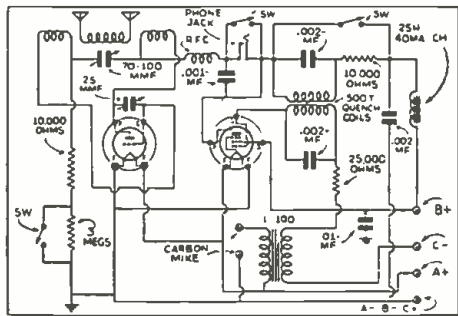 PHONE
JACK
SW
SW
R.F.C.
.002-
MF
25H
40MA CH
70-100
MMF
.001-
MF
10,000
OHMS
25
MMF
500T
QUENCH
COILS
10,000
OHMS
.002-
MF
.002
MF
25,000
OHMS
SW
3
MEGS
1 100
.01-
MF
B+
CARBON
MIKE
C-
A+
A- B- C+